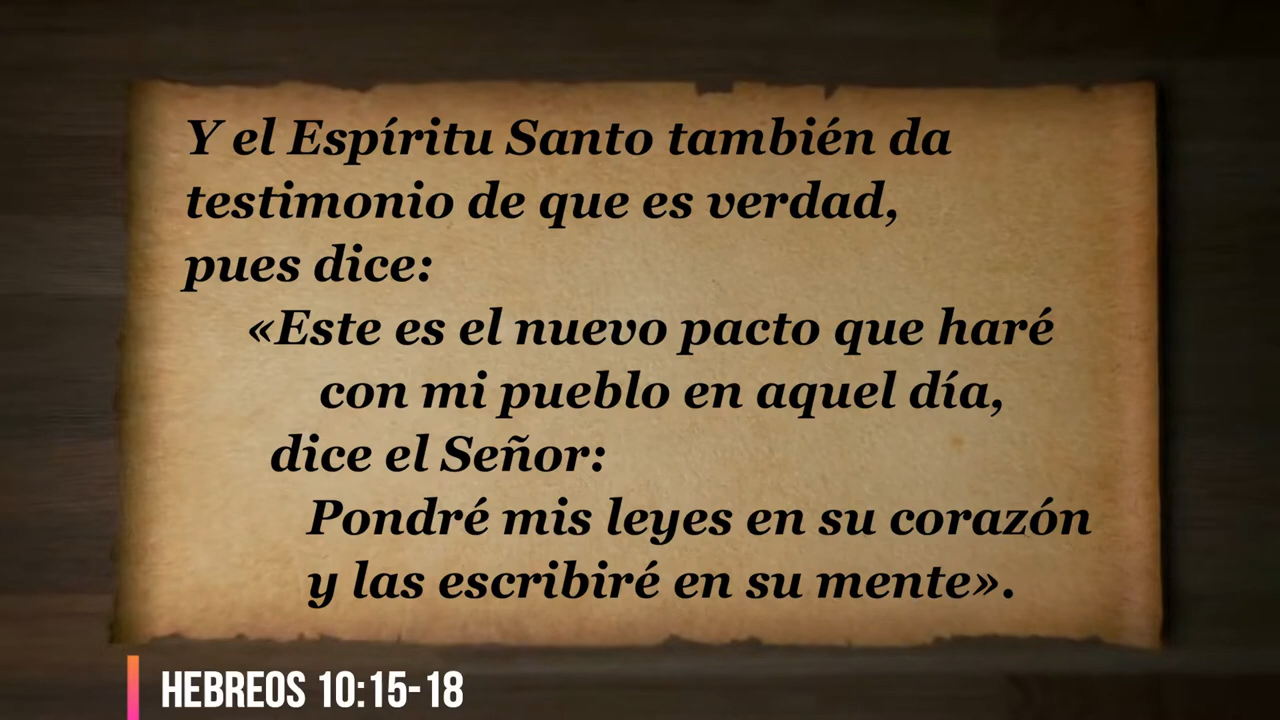 Y el Espíritu Santo también da
testimonio de que es verdad,
pues dice:
«Este es el nuevo pacto que haré
con mi pueblo en aquel día,
dice el Señor:
Pondré mis leyes en su corazón
y las escribiré en su mente».
HEBREOS 10:15-18